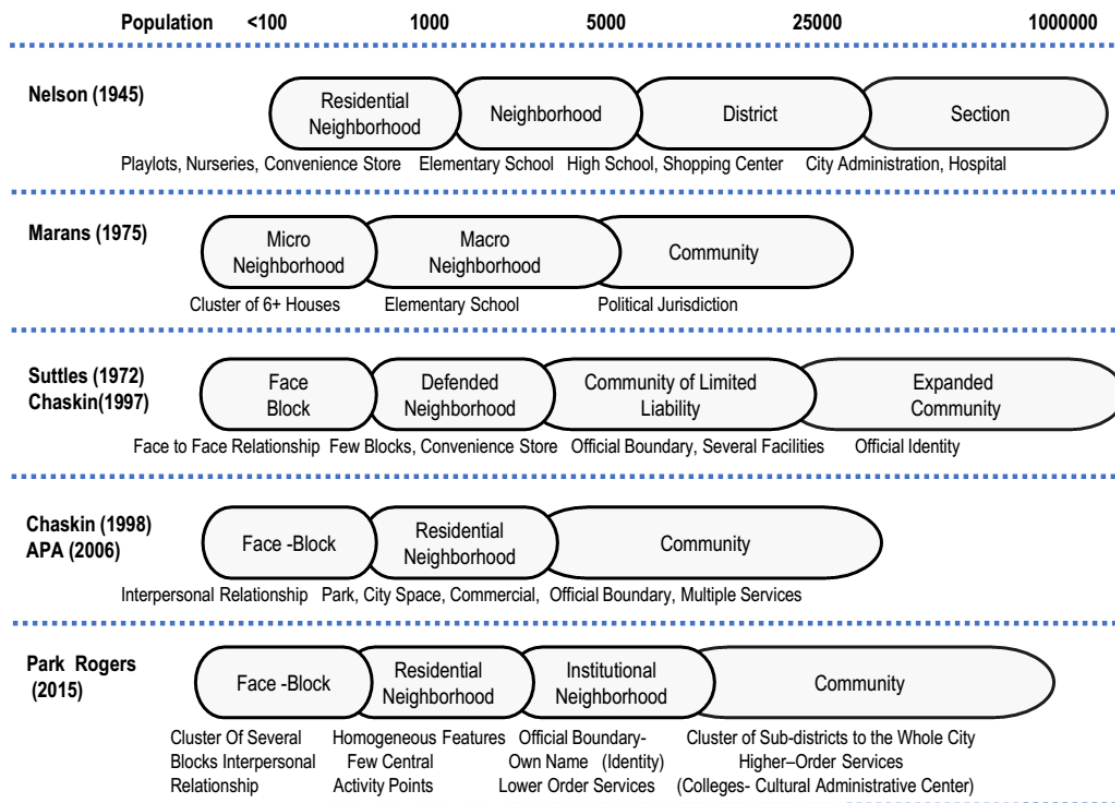 Population <100 1000 5000 25000 1000000
Nelson (1945)
Residential Neighborhood
Neighborhood
District
Section
Playlots, Nurseries, Convenience Store
Elementary School
High School, Shopping Center
City Administration, Hospital
Marans (1975)
Micro
Neighborhood
Macro
Neighborhood
Community
Cluster of 6+ Houses
Elementary School
Political Jurisdiction
Suttles (1972)
Chaskin(1997)
Face
Block
Defended
Neighborhood
Community of Limited
Liability
Expanded
Community
Face to Face Relationship
Few Blocks, Convenience Store
Official Boundary, Several Facilities
Official Identity
Chaskin (1998)
APA (2006)
Face -Block
Residential
Neighborhood
Community
Interpersonal Relationship
Park, City Space, Commercial,
Official Boundary, Multiple Services
Park Rogers
(2015)
Face -Block
Residential
Neighborhood
Institutional
Neighborhood
Community
Cluster Of Several
Blocks Interpersonal
Relationship
Homogeneous Features
Few Central
Activity Points
Official Boundary-
Own Name (Identity)
Lower Order Services
Cluster of Sub-districts to the Whole City
Higher–Order Services
(Colleges- Cultural Administrative Center)